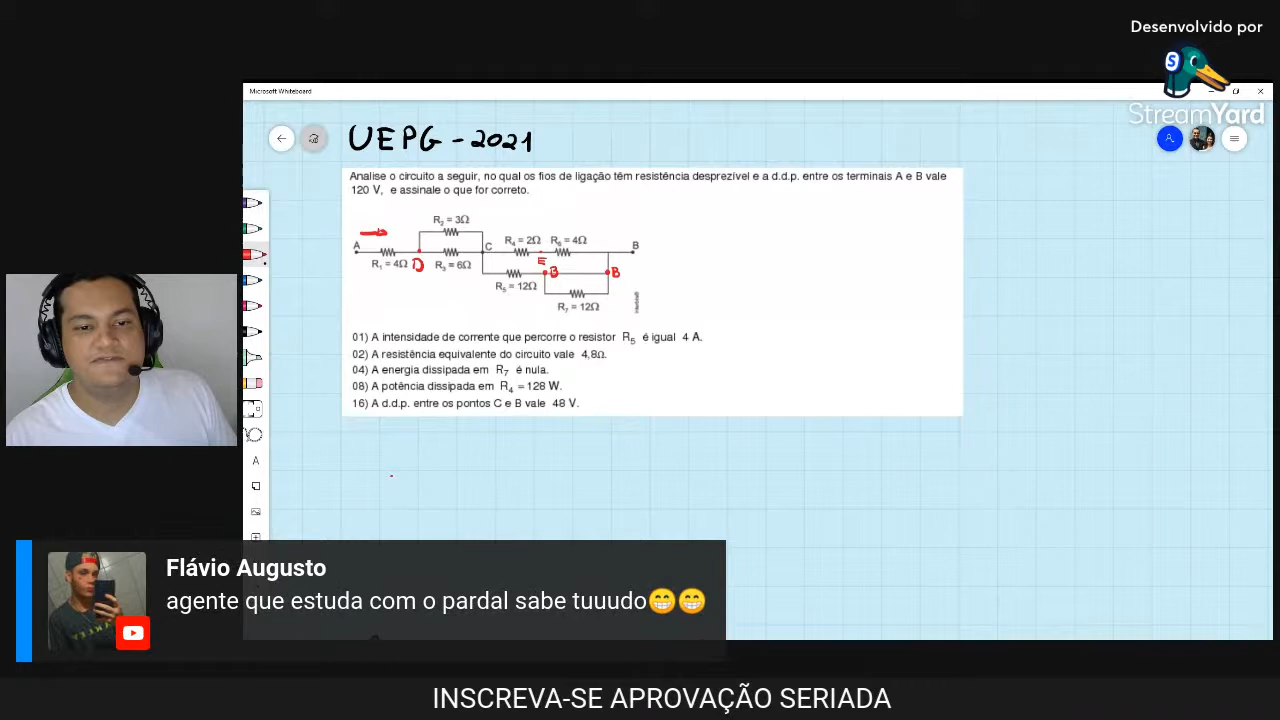 Desenvolvido por
StreamYard
Microsoft Whiteboard
UEPG - 2021
Analise o circuito a seguir, no qual os fios de ligação têm resistência desprezível e a d.d.p. entre os terminais A e B vale
120 V, e assinale o que for correto.
R2 = 3Ω
A
C
R4 = 2Ω
R6 = 4Ω
B
R1 = 4Ω
D
R3 = 6Ω
E
B
B
R5 = 12Ω
R7 = 12Ω
01) A intensidade de corrente que percorre o resistor R5 é igual 4 A.
02) A resistência equivalente do circuito vale 4,8Ω.
04) A energia dissipada em R7 é nula.
08) A potência dissipada em R4 = 128 W.
16) A d.d.p. entre os pontos C e B vale 48 V.
A
Flávio Augusto
agente que estuda com o pardal sabe tuuudo😁😁
INSCREVA-SE APROVAÇÃO SERIADA